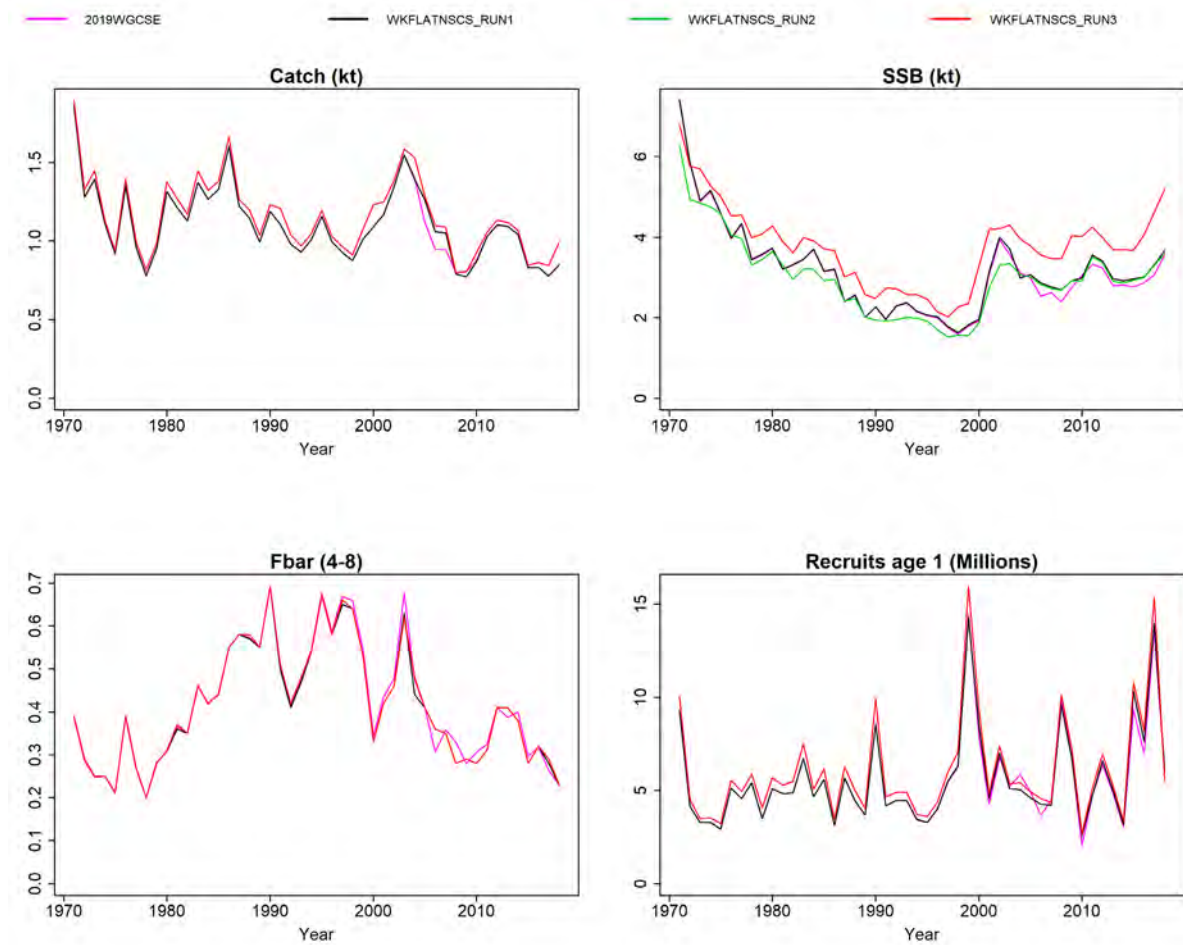 2019WGCSE WKFLATNSCS_RUN1 WKFLATNSCS_RUN2 WKFLATNSCS_RUN3
Catch (kt)
1.5
1.0
0.5
0.0
1970 1980 1990 2000 2010
Year
SSB (kt)
6
4
2
0
1970 1980 1990 2000 2010
Year
Fbar (4-8)
0.7
0.6
0.5
0.4
0.3
0.2
0.1
0.0
1970 1980 1990 2000 2010
Year
Recruits age 1 (Millions)
15
10
5
0
1970 1980 1990 2000 2010
Year